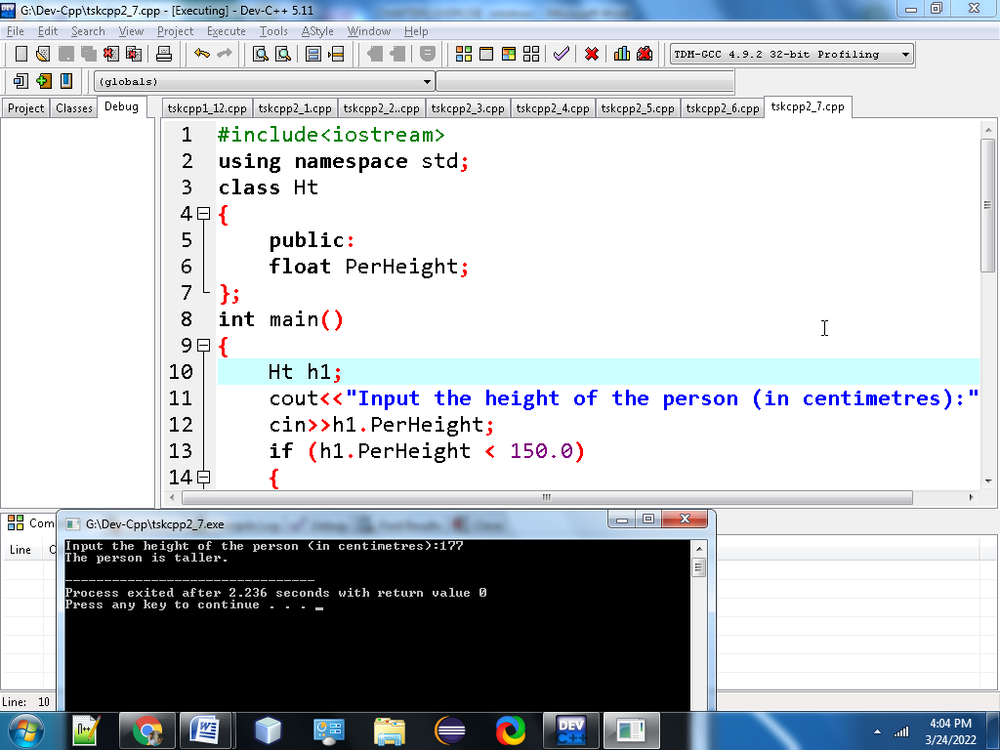 G:\Dev-Cpp\tskcpp2_7.cpp - [Executing] - Dev-C++ 5.11
File Edit Search View Project Execute Tools AStyle Window Help
TDM-GCC 4.9.2 32-bit Profiling
(globals)
Project Classes Debug
tskcpp1_12.cpp tskcpp2_1.cpp tskcpp2_2..cpp tskcpp2_3.cpp tskcpp2_4.cpp tskcpp2_5.cpp tskcpp2_6.cpp tskcpp2_7.cpp
1 #include<iostream>
2 using namespace std;
3 class Ht
4 {
5 public:
6 float PerHeight;
7 };
8 int main()
9 {
10 Ht h1;
11 cout<<"Input the height of the person (in centimetres):"
12 cin>>h1.PerHeight;
13 if (h1.PerHeight < 150.0)
14 {
Com
G:\Dev-Cpp\tskcpp2_7.exe
Line
Input the height of the person (in centimetres):177
The person is taller.
--------------------------------
Process exited after 2.236 seconds with return value 0
Press any key to continue . . . _
Line: 10
DEV
4:04 PM
3/24/2022